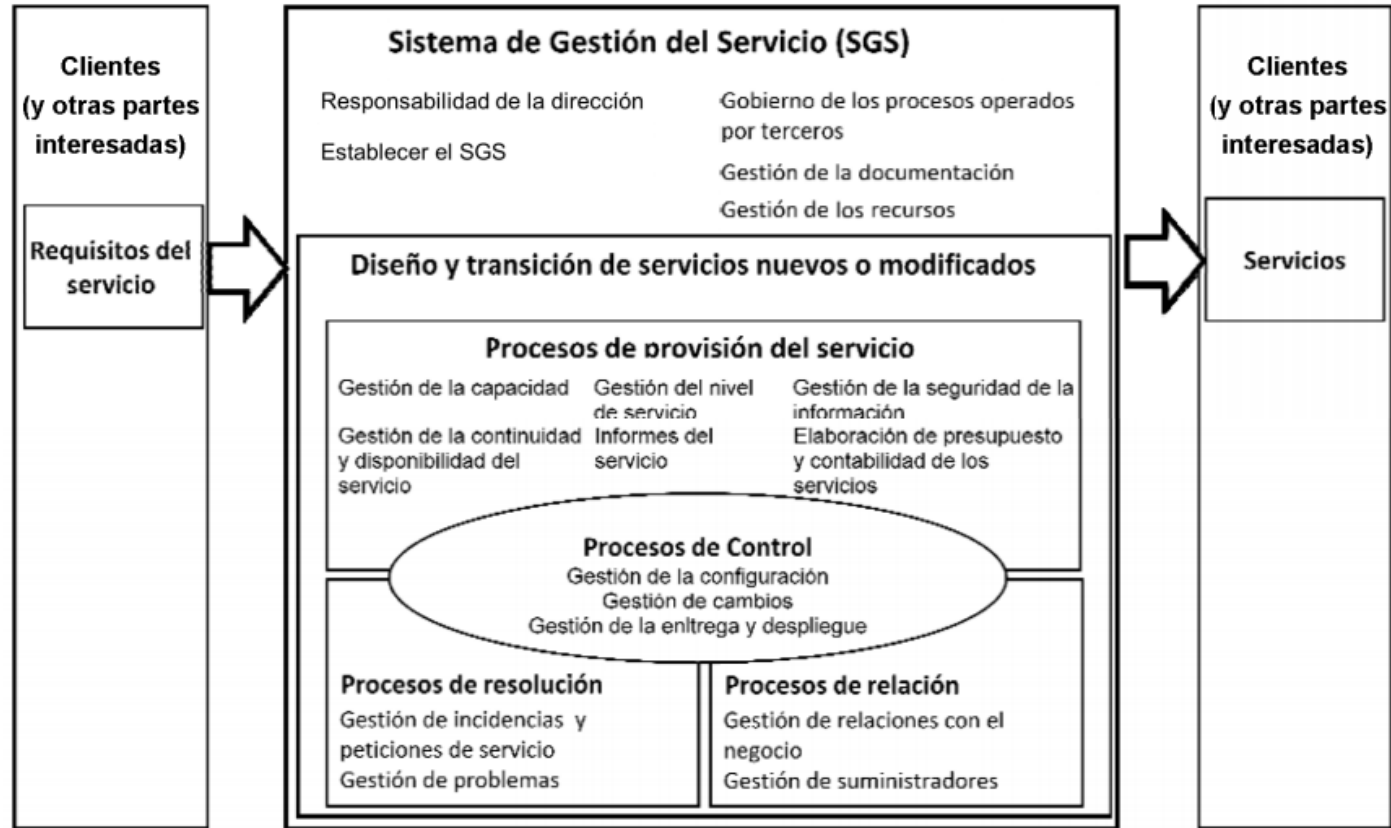 Clientes
(y otras partes
interesadas)
Requisitos del
servicio
Sistema de Gestión del Servicio (SGS)
Responsabilidad de la dirección
Establecer el SGS
Gobierno de los procesos operados
por terceros
Gestión de la documentación
Gestión de los recursos
Diseño y transición de servicios nuevos o modificados
Procesos de provisión del servicio
Gestión de la capacidad
Gestión del nivel
de servicio
Gestión de la seguridad de la
información
Gestión de la continuidad
y disponibilidad del
servicio
Informes del
servicio
Elaboración de presupuesto
y contabilidad de los
servicios
Procesos de Control
Gestión de la configuración
Gestión de cambios
Gestión de la enltrega y despliegue
Procesos de resolución
Gestión de incidencias y
peticiones de servicio
Gestión de problemas
Procesos de relación
Gestión de relaciones con el
negocio
Gestión de suministradores
Clientes
(y otras partes
interesadas)
Servicios